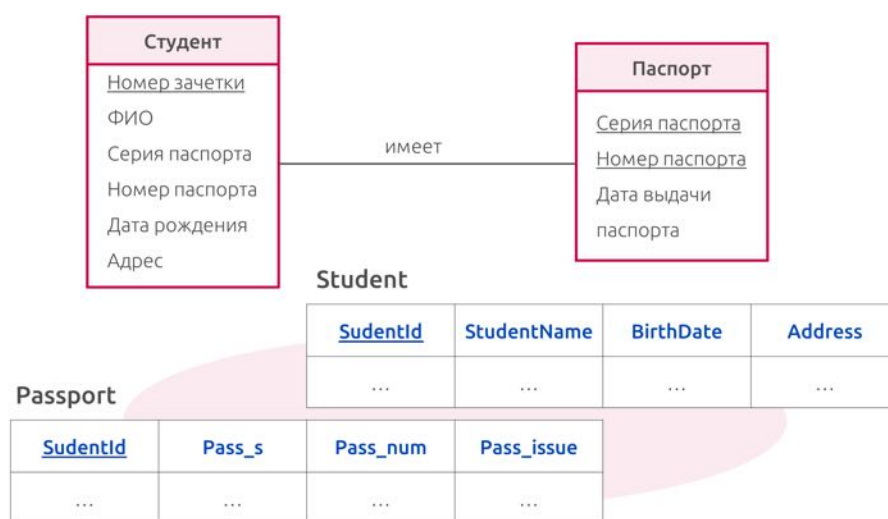 Студент
Номер зачетки
ФИО
Серия паспорта
Номер паспорта
Дата рождения
Адрес
имеет
Паспорт
Серия паспорта
Номер паспорта
Дата выдачи
паспорта
Student
SudentId StudentName BirthDate Address
... ... ... ...
Passport
SudentId Pass_s Pass_num Pass_issue
... ... ... ...